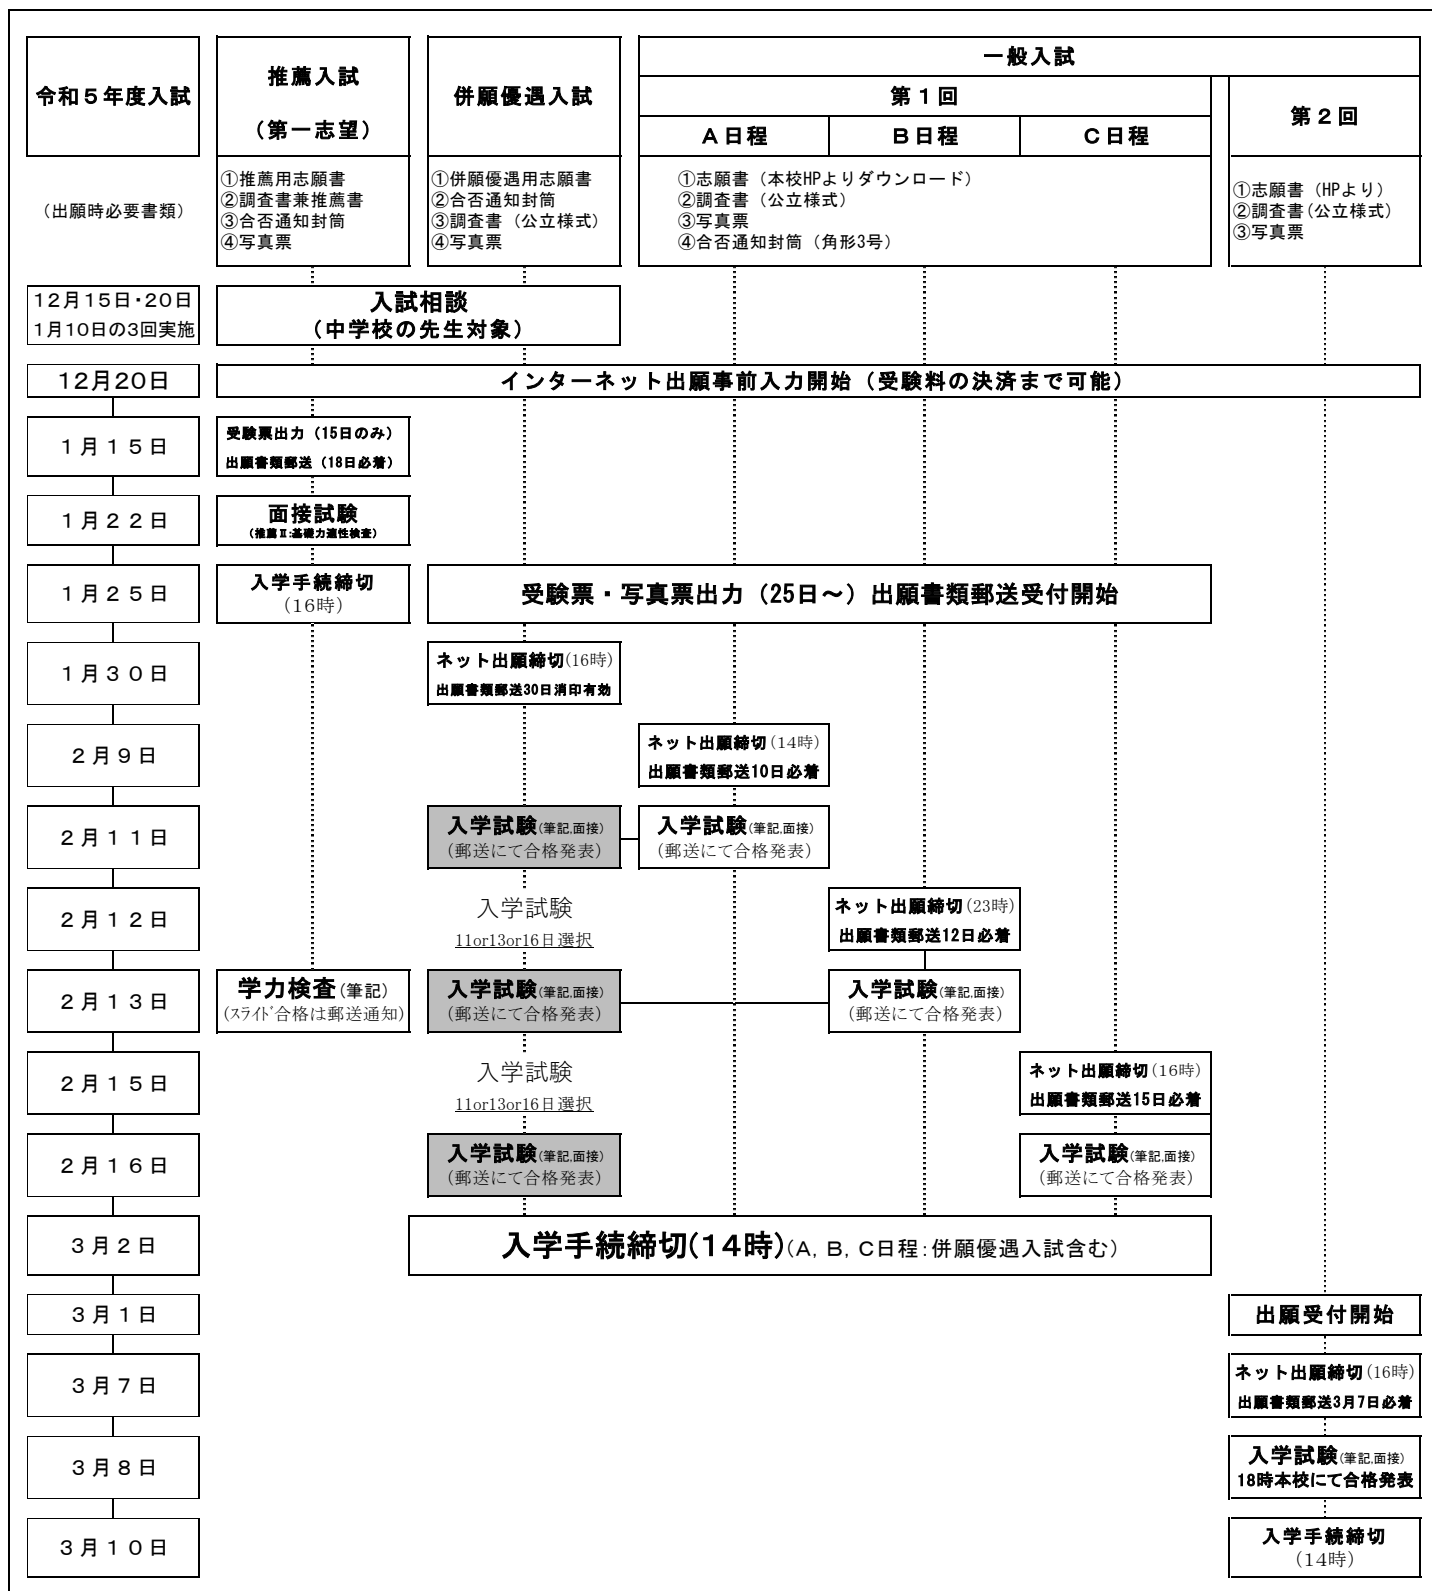 令和５年度入試
推薦入試
（第一志望）
併願優遇入試
一般入試
第１回
Ａ日程
Ｂ日程
Ｃ日程
第２回
（出願時必要書類）
①推薦用志願書
②調査書兼推薦書
③合否通知封筒
④写真票
①併願優遇用志願書
②合否通知封筒
③調査書（公立様式）
④写真票
①志願書（本校HPよりダウンロード）
②調査書（公立様式）
③写真票
④合否通知封筒（角形3号）
①志願書（HPより）
②調査書(公立様式)
③写真票
１２月１５日・２０日
１月１０日の３回実施
入試相談
（中学校の先生対象）
１２月２０日
インターネット出願事前入力開始（受験料の決済まで可能）
１月１５日
受験票出力（15日のみ）
出願書類郵送（18日必着）
１月２２日
面接試験
（推薦Ⅱ:基礎力適性検査）
１月２５日
入学手続締切
（16時）
受験票・写真票出力（25日～）出願書類郵送受付開始
１月３０日
ネット出願締切(16時)
出願書類郵送30日消印有効
２月９日
ネット出願締切(14時)
出願書類郵送10日必着
２月１１日
入学試験(筆記,面接)
（郵送にて合格発表）
入学試験(筆記,面接)
（郵送にて合格発表）
２月１２日
入学試験
11or13or16日選択
ネット出願締切(23時)
出願書類郵送12日必着
２月１３日
学力検査(筆記)
(ｽﾗｲﾄﾞ合格は郵送通知)
入学試験(筆記,面接)
（郵送にて合格発表）
入学試験(筆記,面接)
（郵送にて合格発表）
２月１５日
入学試験
11or13or16日選択
ネット出願締切(16時)
出願書類郵送15日必着
２月１６日
入学試験(筆記,面接)
（郵送にて合格発表）
入学試験(筆記,面接)
（郵送にて合格発表）
３月２日
入学手続締切(１４時)(Ａ，Ｂ，Ｃ日程：併願優遇入試含む)
３月１日
出願受付開始
３月７日
ネット出願締切(16時)
出願書類郵送3月7日必着
３月８日
入学試験(筆記,面接)
18時本校にて合格発表
３月１０日
入学手続締切
（14時）